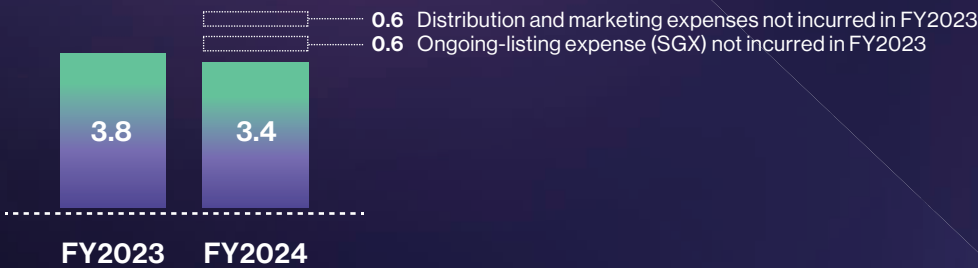 0.6 Distribution and marketing expenses not incurred in FY2023
0.6 Ongoing-listing expense (SGX) not incurred in FY2023
3.8 3.4
FY2023 FY2024